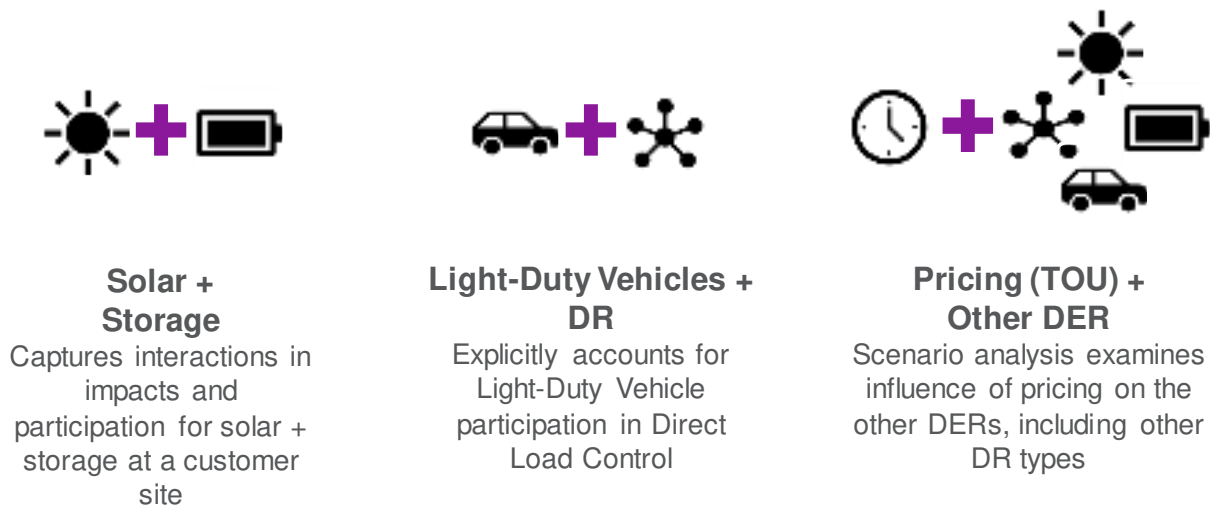 Solar +
Storage
Captures interactions in
impacts and
participation for solar +
storage at a customer
site
Light-Duty Vehicles +
DR
Explicitly accounts for
Light-Duty Vehicle
participation in Direct
Load Control
Pricing (TOU) +
Other DER
Scenario analysis examines
influence of pricing on the
other DERs, including other
DR types